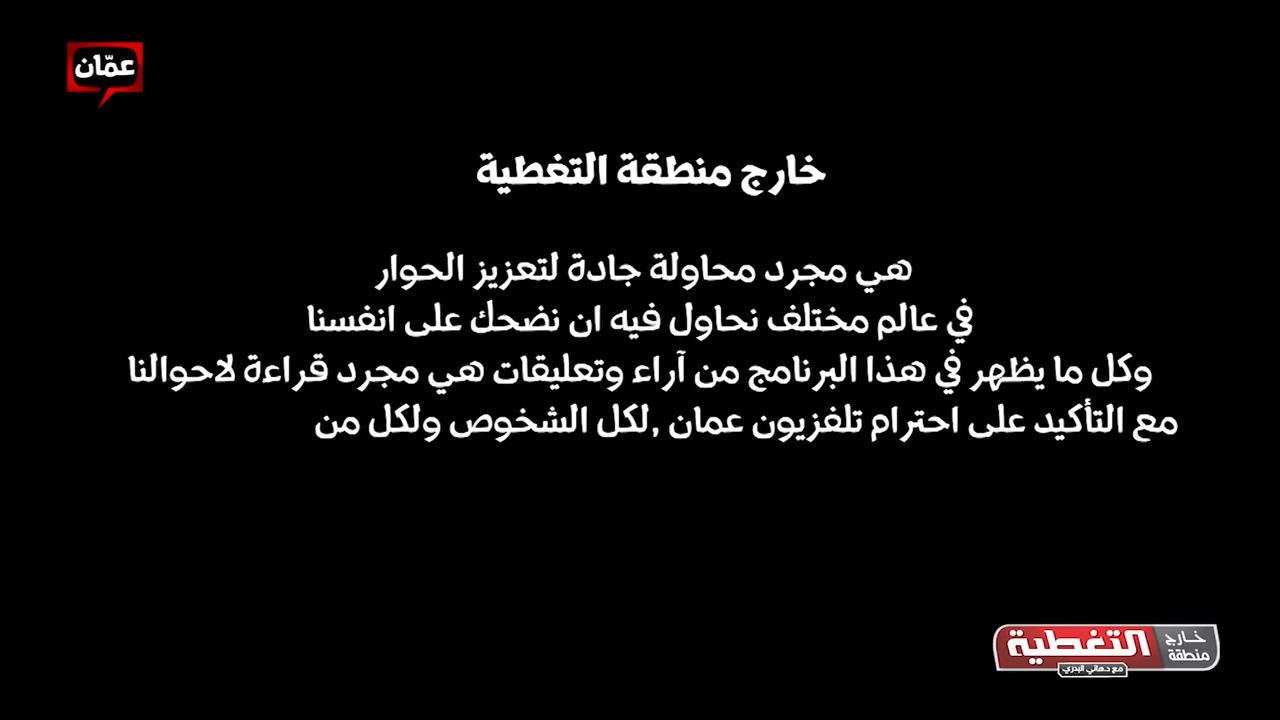 عمّان
خارج منطقة التغطية
هي مجرد محاولة جادة لتعزيز الحوار
في عالم مختلف نحاول فيه ان نضحك على انفسنا
وكل ما يظهر في هذا البرنامج من آراء وتعليقات هي مجرد قراءة لاحوالنا
مع التأكيد على احترام تلفزيون عمان ,لكل الشخوص ولكل من
خارج
منطقة
التغطية
مع د.هاني البدري